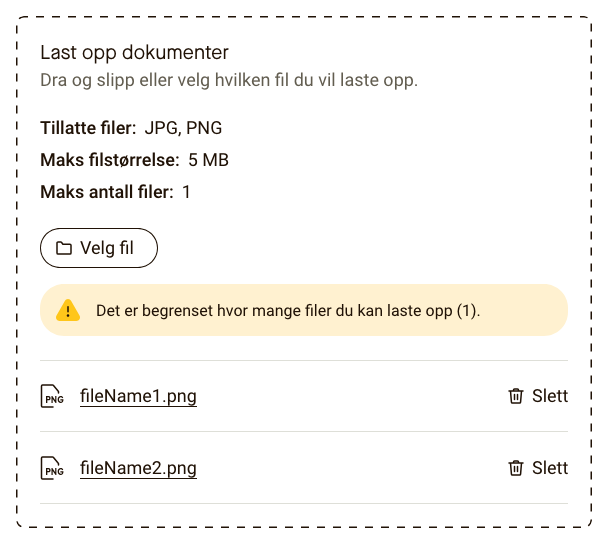 Last opp dokumenter
Dra og slipp eller velg hvilken fil du vil laste opp.
Tillatte filer: JPG, PNG
Maks filstørrelse: 5 MB
Maks antall filer: 1
Velg fil
Det er begrenset hvor mange filer du kan laste opp (1).
PNG fileName1.png Slett
PNG fileName2.png Slett